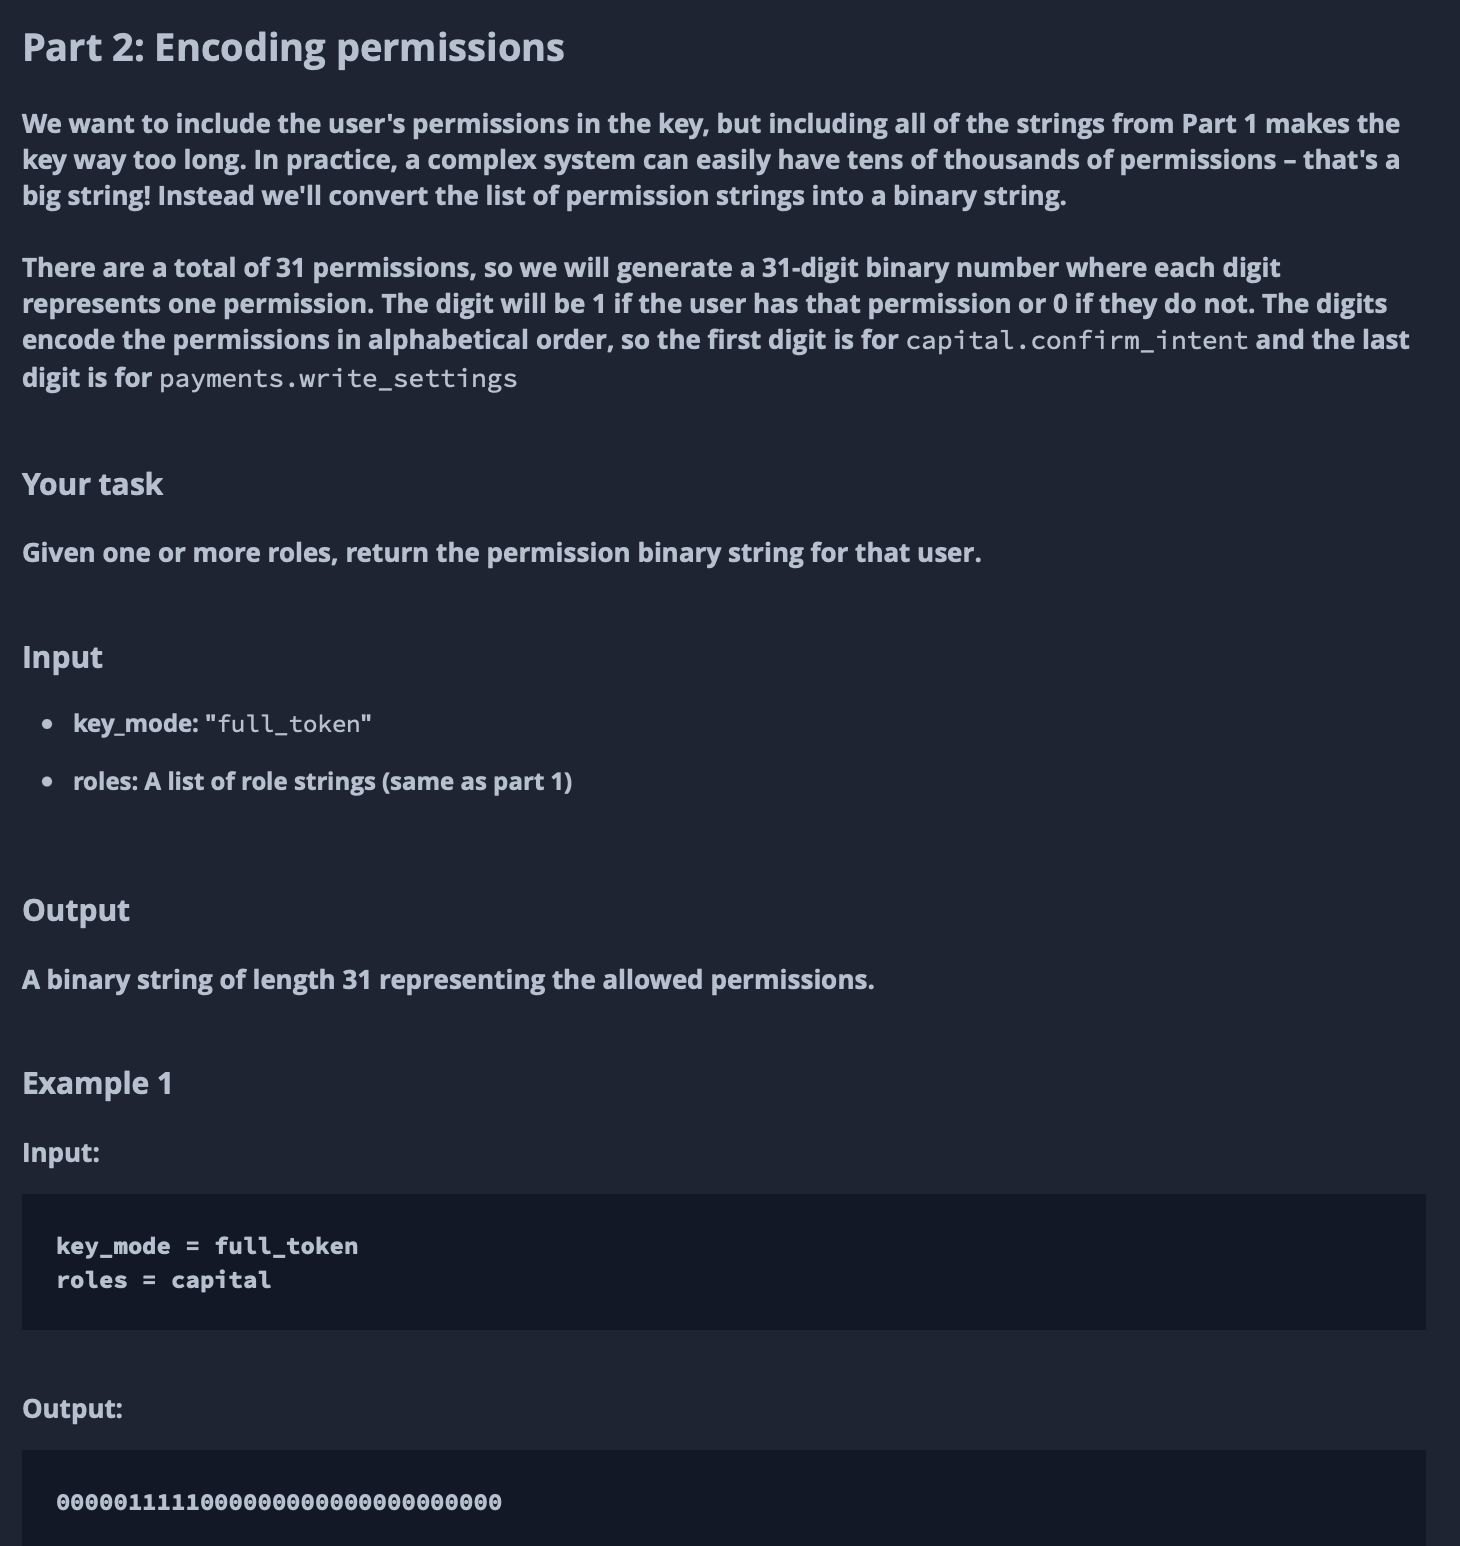 Part 2: Encoding permissions
We want to include the user's permissions in the key, but including all of the strings from Part 1 makes the
key way too long. In practice, a complex system can easily have tens of thousands of permissions – that's a
big string! Instead we'll convert the list of permission strings into a binary string.
There are a total of 31 permissions, so we will generate a 31-digit binary number where each digit
represents one permission. The digit will be 1 if the user has that permission or 0 if they do not. The digits
encode the permissions in alphabetical order, so the first digit is for capital.confirm_intent and the last
digit is for payments.write_settings
Your task
Given one or more roles, return the permission binary string for that user.
Input
• key_mode: "full_token"
• roles: A list of role strings (same as part 1)
Output
A binary string of length 31 representing the allowed permissions.
Example 1
Input:
key_mode = full_token
roles = capital
Output:
0000011111000000000000000000000